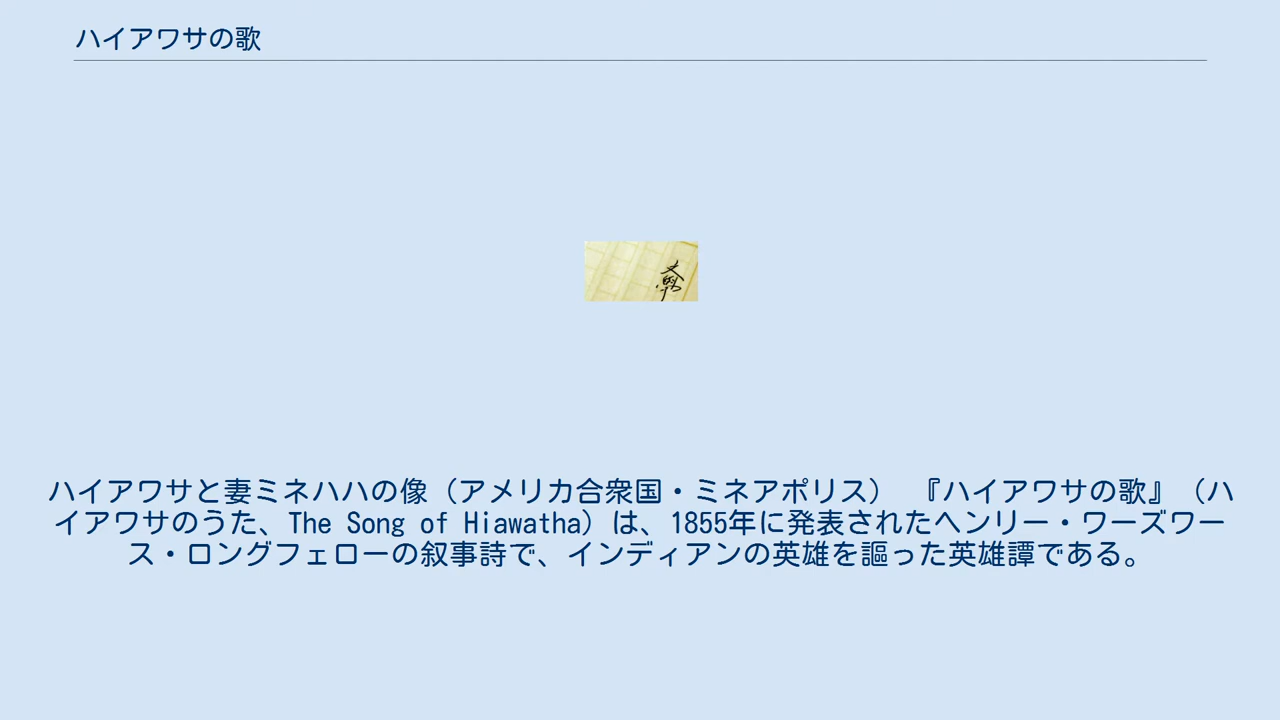 ハイアワサの歌
ハイアワサと妻ミネハハの像（アメリカ合衆国・ミネアポリス） 『ハイアワサの歌』（ハ
イアワサのうた、The Song of Hiawatha）は、1855年に発表されたヘンリー・ワーズワー
ス・ロングフェローの叙事詩で、インディアンの英雄を謳った英雄譚である。